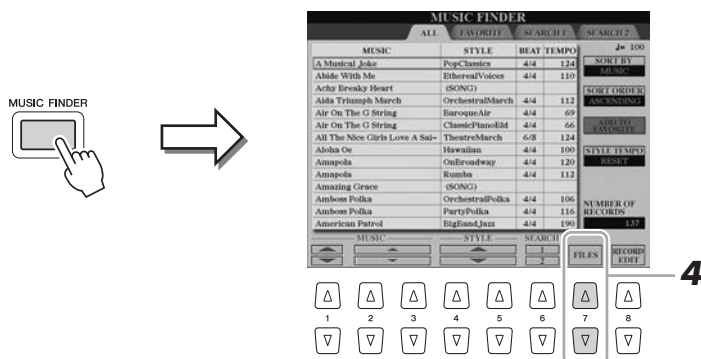 MUSIC FINDER
MUSIC FINDER
ALL FAVORITE SEARCH 1 SEARCH 2
MUSIC STYLE BEAT TEMPO
A Musical Joke PopClassics 4/4 124
Abide With Me EtherealVoices 4/4 110
Achy Breaky Heart (SONG)
Aida Triumph March OrchestralMarch 4/4 112
Air On The G String Ballad 4/4 69
Air On The G String ClassicPianoBld 4/4 66
All The Nice Girls Love A Sai~ TheatreMarch 6/8 124
Aloha Oe Hawaiian 4/4 100
Amapola OnBroadway 4/4 120
Amapola Rumba 4/4 112
Amazing Grace (SONG)
Amboss Polka OrchestralPolka 4/4 106
Amboss Polka PartyPolka 4/4 116
American Patrol BigBandJazz 4/4 190
♩= 100
SORT BY
MUSIC
SORT ORDER
ASCENDING
ADD TO
FAVORITE
STYLE TEMPO
RESET
NUMBER OF
RECORDS
137
MUSIC STYLE SEARCH
1
2
FILES
RECORD
EDIT
4
1 2 3 4 5 6 7 8